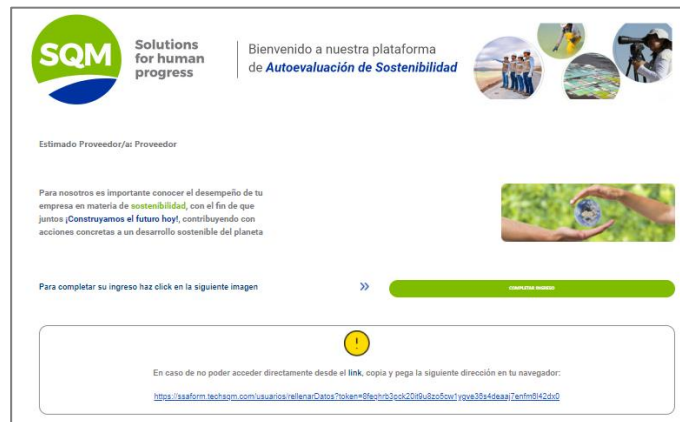 SQM
Solutions
for human
progress
Bienvenido a nuestra plataforma
de Autoevaluación de Sostenibilidad
Estimado Proveedor/a: Proveedor
Para nosotros es importante conocer el desempeño de tu
empresa en materia de sostenibilidad, con el fin de que
juntos ¡Construyamos el futuro hoy!, contribuyendo con
acciones concretas a un desarrollo sostenible del planeta
Para completar su ingreso haz click en la siguiente imagen
»
COMPLETAR INGRESO
!
En caso de no poder acceder directamente desde el link, copia y pega la siguiente dirección en tu navegador: